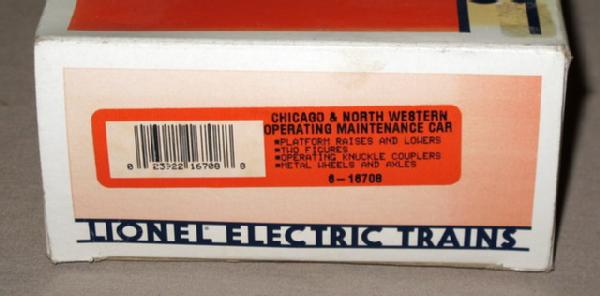 CHICAGO & NORTH WESTERN
OPERATING MAINTENANCE CAR
■PLATFORM RAISES AND LOWERS
■TWO FIGURES
■OPERATING KNUCKLE COUPLERS
■METAL WHEELS AND AXLES
6-16708
0 23922 16708 8
LIONEL® ELECTRIC TRAINS